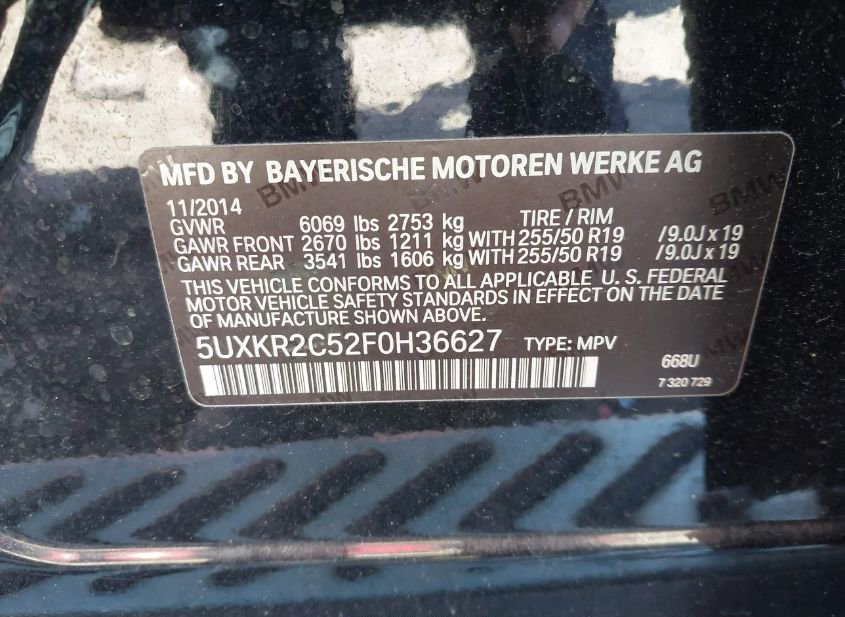 MFD BY BAYERISCHE MOTOREN WERKE AG
11/2014 TIRE / RIM
GVWR 6069 lbs 2753 kg
GAWR FRONT 2670 lbs 1211 kg WITH 255/50 R19 /9.0J x 19
GAWR REAR 3541 lbs 1606 kg WITH 255/50 R19 /9.0J x 19
THIS VEHICLE CONFORMS TO ALL APPLICABLE U. S. FEDERAL
MOTOR VEHICLE SAFETY STANDARDS IN EFFECT ON THE DATE
OF MANUFACTURE SHOWN ABOVE.
5UXKR2C52F0H36627 TYPE: MPV
668U
7 320 729